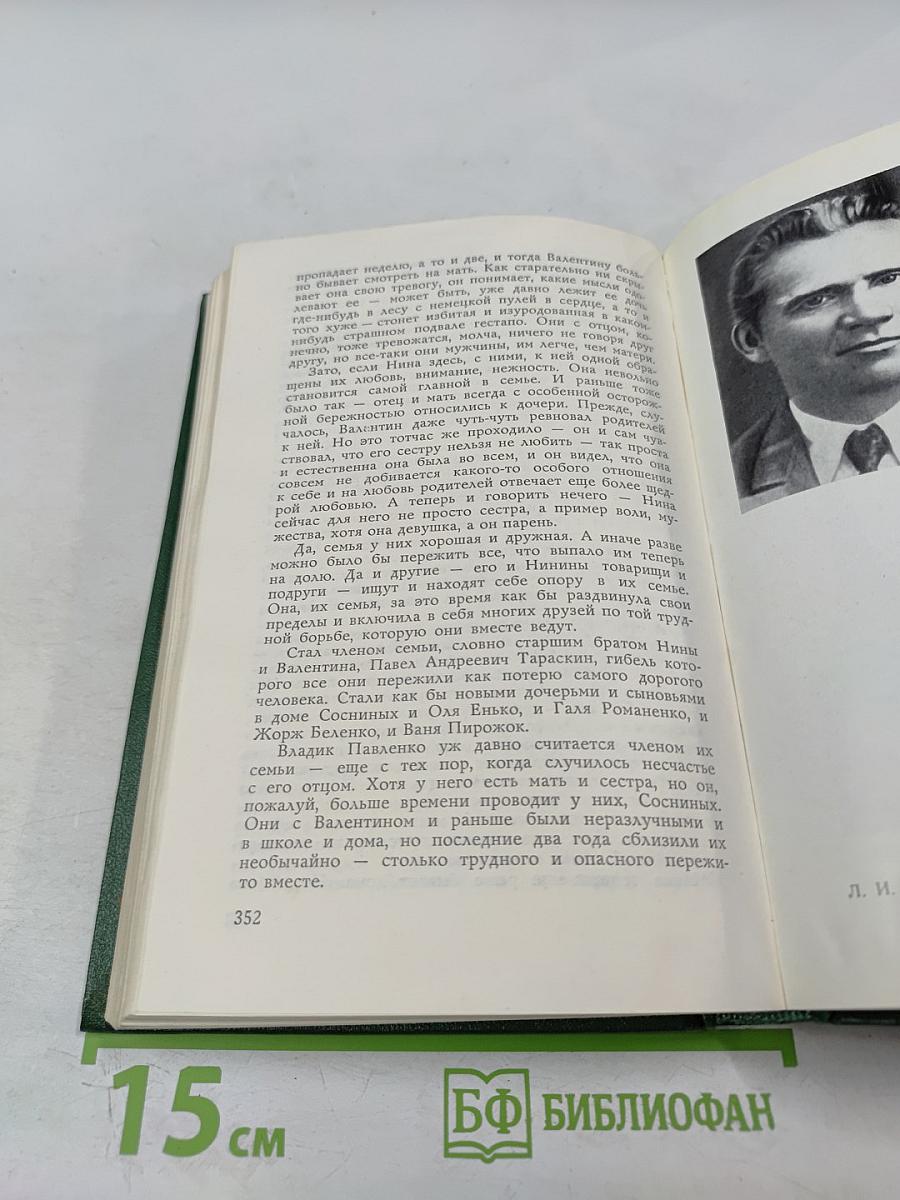 пропадает неделю, а то и две, и тогда Валентину боль-
но бывает смотреть на мать. Как старательно ни скры-
вает она свою тревогу, он понимает, какие мысли одо-
левают ее — может быть, уже давно лежит ее дочь
где-нибудь в лесу с немецкой пулей в сердце, а то и
того хуже — стонет избитая и изуродованная в каком-
нибудь страшном подвале гестапо. Они с отцом, ко-
нечно, тоже тревожатся, молча, ничего не говоря друг
другу, но все-таки они мужчины, им легче, чем матери.
Зато, если Нина здесь, с ними, к ней одной обра-
щены их любовь, внимание, нежность. Она невольно
становится самой главной в семье. И раньше тоже
было так — отец и мать всегда с особенной осторож-
ной бережностью относились к дочери. Прежде, слу-
чалось, Валентин даже чуть-чуть ревновал родителей
к ней. Но это тотчас же проходило — он и сам чув-
ствовал, что его сестру нельзя не любить — так проста
и естественна она была во всем, и он видел, что она
совсем не добивается какого-то особого отношения
к себе и на любовь родителей отвечает еще более щед-
рой любовью. А теперь и говорить нечего — Нина
сейчас для него не просто сестра, а пример воли, му-
жества, хотя она девушка, а он парень.
Да, семья у них хорошая и дружная. А иначе разве
можно было бы пережить все, что выпало им теперь
на долю. Да и другие — его и Нинины товарищи и
подруги — ищут и находят себе опору в их семье.
Она, их семья, за это время как бы раздвинула свои
пределы и включила в себя многих друзей по той труд-
ной борьбе, которую они вместе ведут.
Стал членом семьи, словно старшим братом Нины
и Валентина, Павел Андреевич Тараскин, гибель кото-
рого все они пережили как потерю самого дорогого
человека. Стали как бы новыми дочерьми и сыновьями
в доме Сосниных и Оля Енько, и Галя Романенко, и
Жорж Беленко, и Ваня Пирожок.
Владик Павленко уж давно считается членом их
семьи — еще с тех пор, когда случилось несчастье
с его отцом. Хотя у него есть мать и сестра, но он,
пожалуй, больше времени проводит у них, Сосниных.
Они с Валентином и раньше были неразлучными и
в школе и дома, но последние два года сблизили их
необычайно — столько трудного и опасного пережи-
то вместе.
352
Л. И.
15 см
БФ БИБЛИОФАН